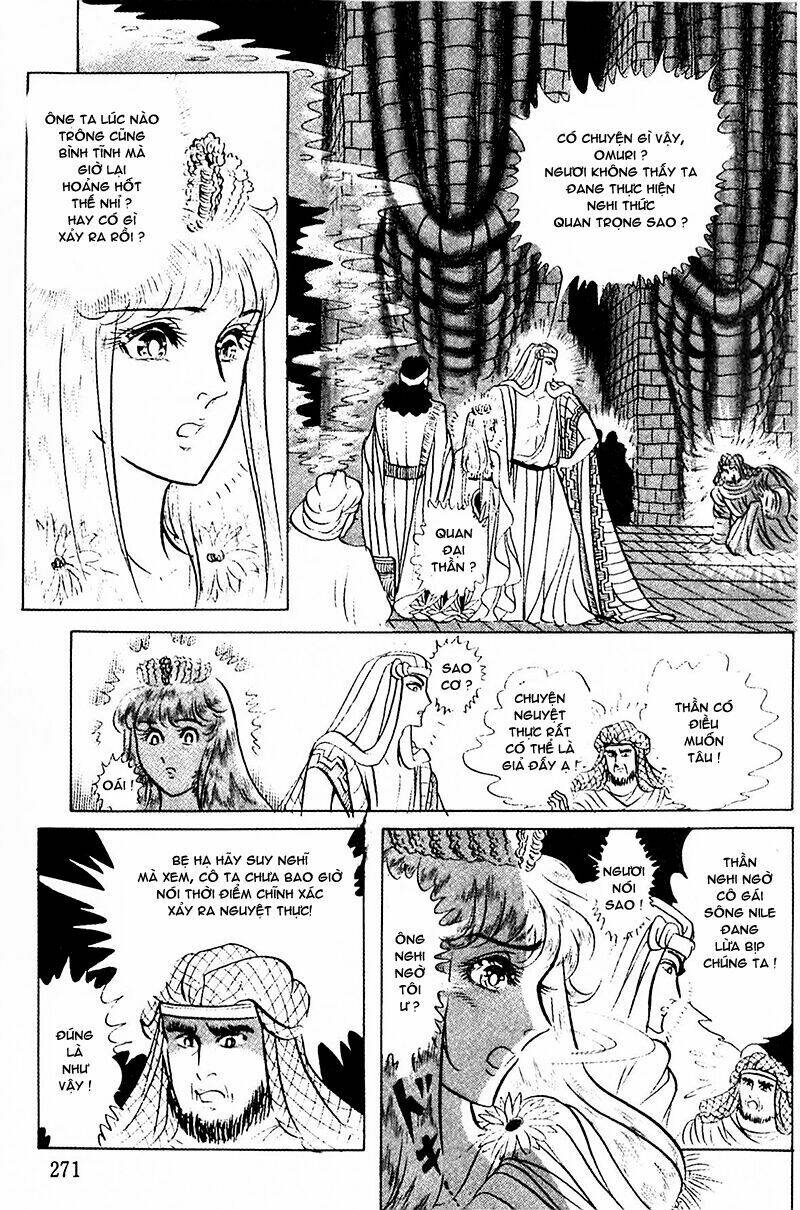 ÔNG TA LÚC NÀO
TRÔNG CŨNG
BÌNH TĨNH MÀ
GIỜ LẠI
HOẢNG HỐT
THẾ NHỈ ?
HAY CÓ GÌ
XẢY RA RỒI ?
CÓ CHUYỆN GÌ VẬY,
OMURI ?
NGƯƠI KHÔNG THẤY TA
ĐANG THỰC HIỆN
NGHI THỨC
QUAN TRỌNG SAO ?
QUAN
ĐẠI
THẦN ?
OÁI !
SAO
CƠ ?
CHUYỆN
NGUYỆT
THỰC RẤT
CÓ THỂ LÀ
GIẢ ĐẤY Ạ !
THẦN CÓ
ĐIỀU
MUỐN
TÂU !
BẸ HẠ HÃY SUY NGHĨ
MÀ XEM, CÔ TA CHƯA BAO GIỜ
NÓI THỜI ĐIỂM CHĨNH XÁC
XẢY RA NGUYỆT THỰC!
ĐÚNG
LÀ
NHƯ
VẬY !
ÔNG
NGHI
NGỜ
TÔI
Ư ?
NGƯƠI
NÓI
SAO !
THẦN
NGHI NGỜ
CÔ GÁI
SÔNG NILE
ĐANG
LỪA BỊP
CHÚNG TA !
ドキ
271